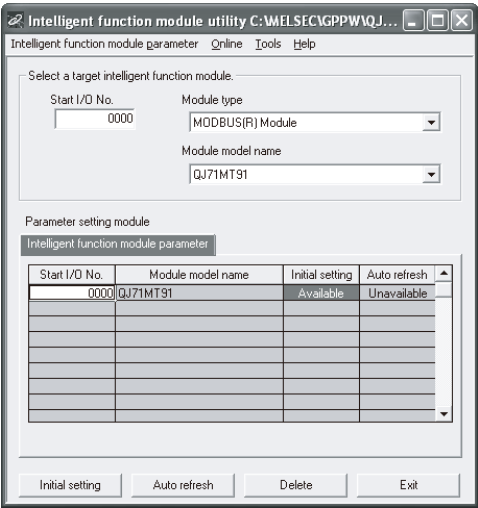 Intelligent function module utility C:\MELSEC\GPPW\QJ...
Intelligent function module parameter Online Tools Help
Select a target intelligent function module.
Start I/O No. Module type
0000 MODBUS(R) Module
Module model name
QJ71MT91
Parameter setting module
Intelligent function module parameter
Start I/O No. Module model name Initial setting Auto refresh
0000 QJ71MT91 Available Unavailable
Initial setting Auto refresh Delete Exit